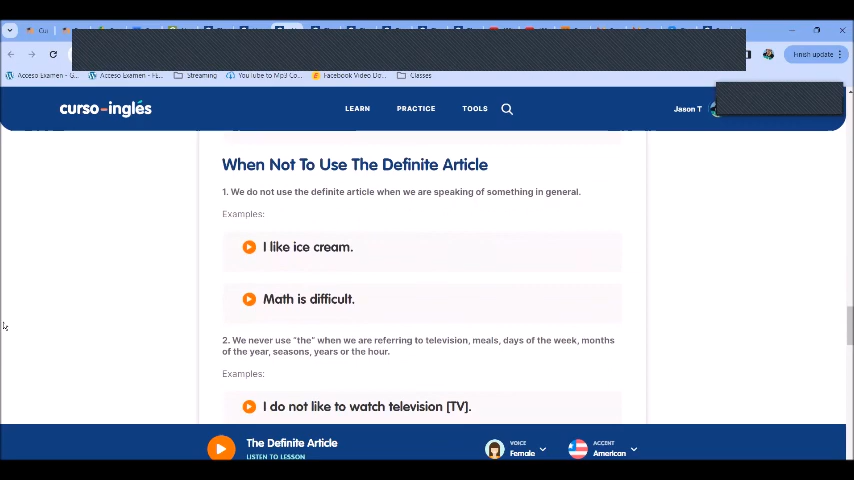 Cu
Finish update
Acceso Examen - G...
Acceso Examen - FE...
Streaming
You Tube to Mp3 Co...
Facebook Video Do...
Classes
curso-inglés
LEARN
PRACTICE
TOOLS
Jason T
When Not To Use The Definite Article
1. We do not use the definite article when we are speaking of something in general.
Examples:
I like ice cream.
Math is difficult.
2. We never use "the" when we are referring to television, meals, days of the week, months
of the year, seasons, years or the hour.
Examples:
I do not like to watch television [TV].
The Definite Article
LISTEN TO LESSON
VOICE
Female
ACCENT
American